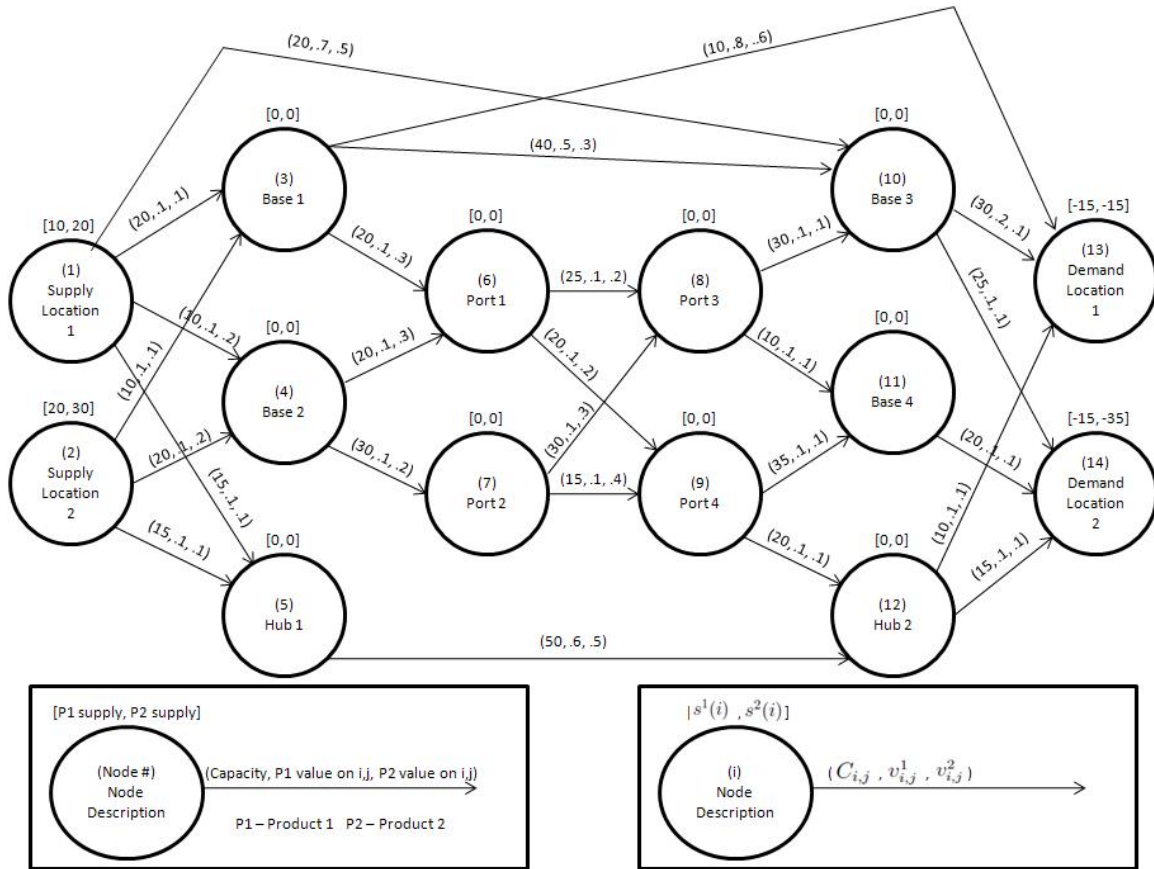 (20, .7, .5)
(10, .8, .6)
[0, 0]
[0, 0]
(40, .5, .3)
(3)
Base 1
(10)
Base 3
(20, .1, .1)
(30, .2, .1)
[10, 20]
[0, 0]
[0, 0]
[-15, -15]
(20, .1, .3)
(30, .1, .1)
(1)
Supply
Location
1
(6)
Port 1
(25, .1, .2)
(8)
Port 3
(25, .1, .1)
(13)
Demand
Location
1
(10, .1, .2)
[0, 0]
(20, .1, .2)
(10, .1, .1)
[0, 0]
(20, .1, .3)
(10, .1, .1)
(4)
Base 2
(11)
Base 4
[20, 30]
[0, 0]
[0, 0]
[-15, -35]
(2)
Supply
Location
2
(20, .1, .2)
(30, .1, .2)
(30, .1, .3)
(20, .1, .1)
(7)
Port 2
(15, .1, .4)
(9)
Port 4
(35, .1, .1)
(14)
Demand
Location
2
(15, .1, .1)
(15, .1, .1)
[0, 0]
(20, .1, .1)
[0, 0]
(10, .1, .1)
(15, .1, .1)
(5)
Hub 1
(12)
Hub 2
(50, .6, .5)
[P1 supply, P2 supply]
(Node #)
Node
Description
(Capacity, P1 value on i,j, P2 value on i,j)
P1 – Product 1 P2 – Product 2
|s¹(i) , s²(i)]
(i)
Node
Description
( C_{i,j} , v¹_{i,j} , v²_{i,j} )